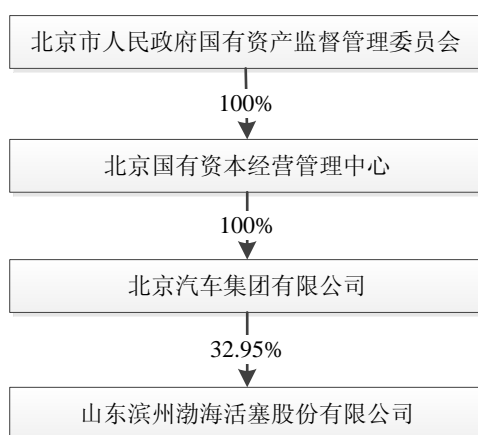 北京市人民政府国有资产监督管理委员会
100%
北京国有资本经营管理中心
100%
北京汽车集团有限公司
32.95%
山东滨州渤海活塞股份有限公司